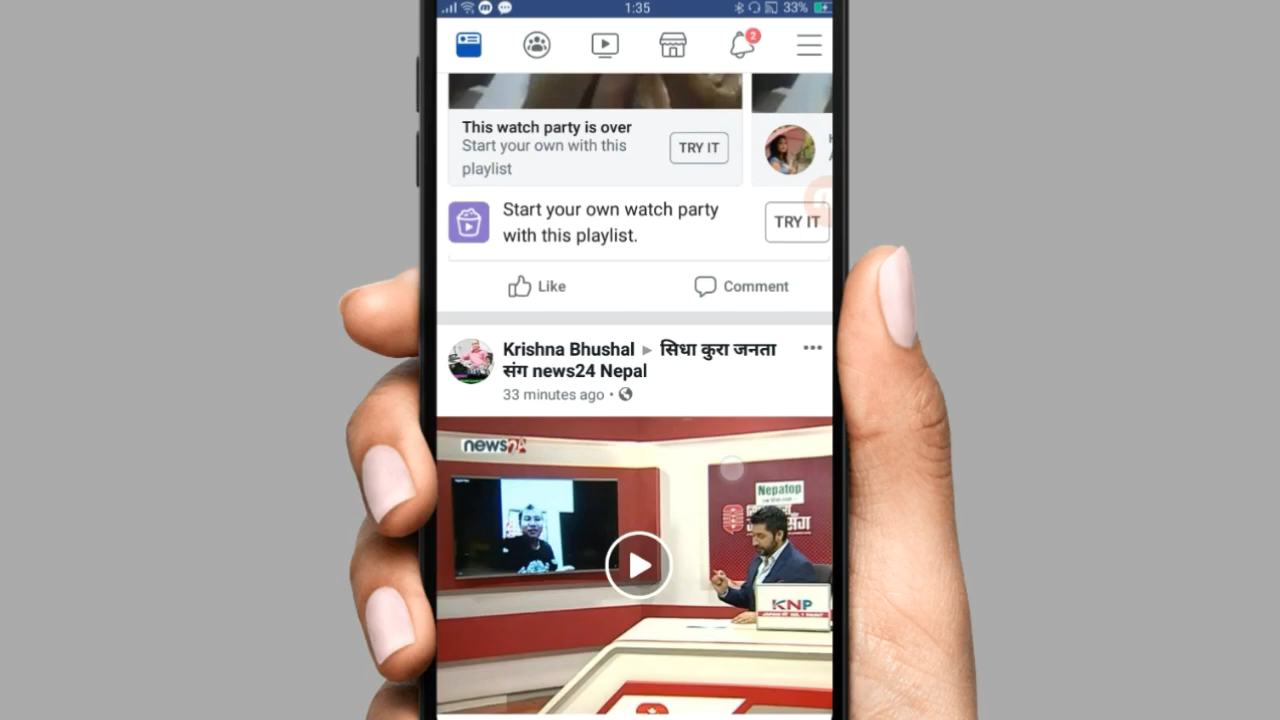 1:35
33%
2
This watch party is over
Start your own with this
playlist
TRY IT
Start your own watch party
with this playlist.
TRY IT
Like
Comment
Krishna Bhushal ▸ सिधा कुरा जनता
संग news24 Nepal
33 minutes ago
news24
Nepatop
KNP